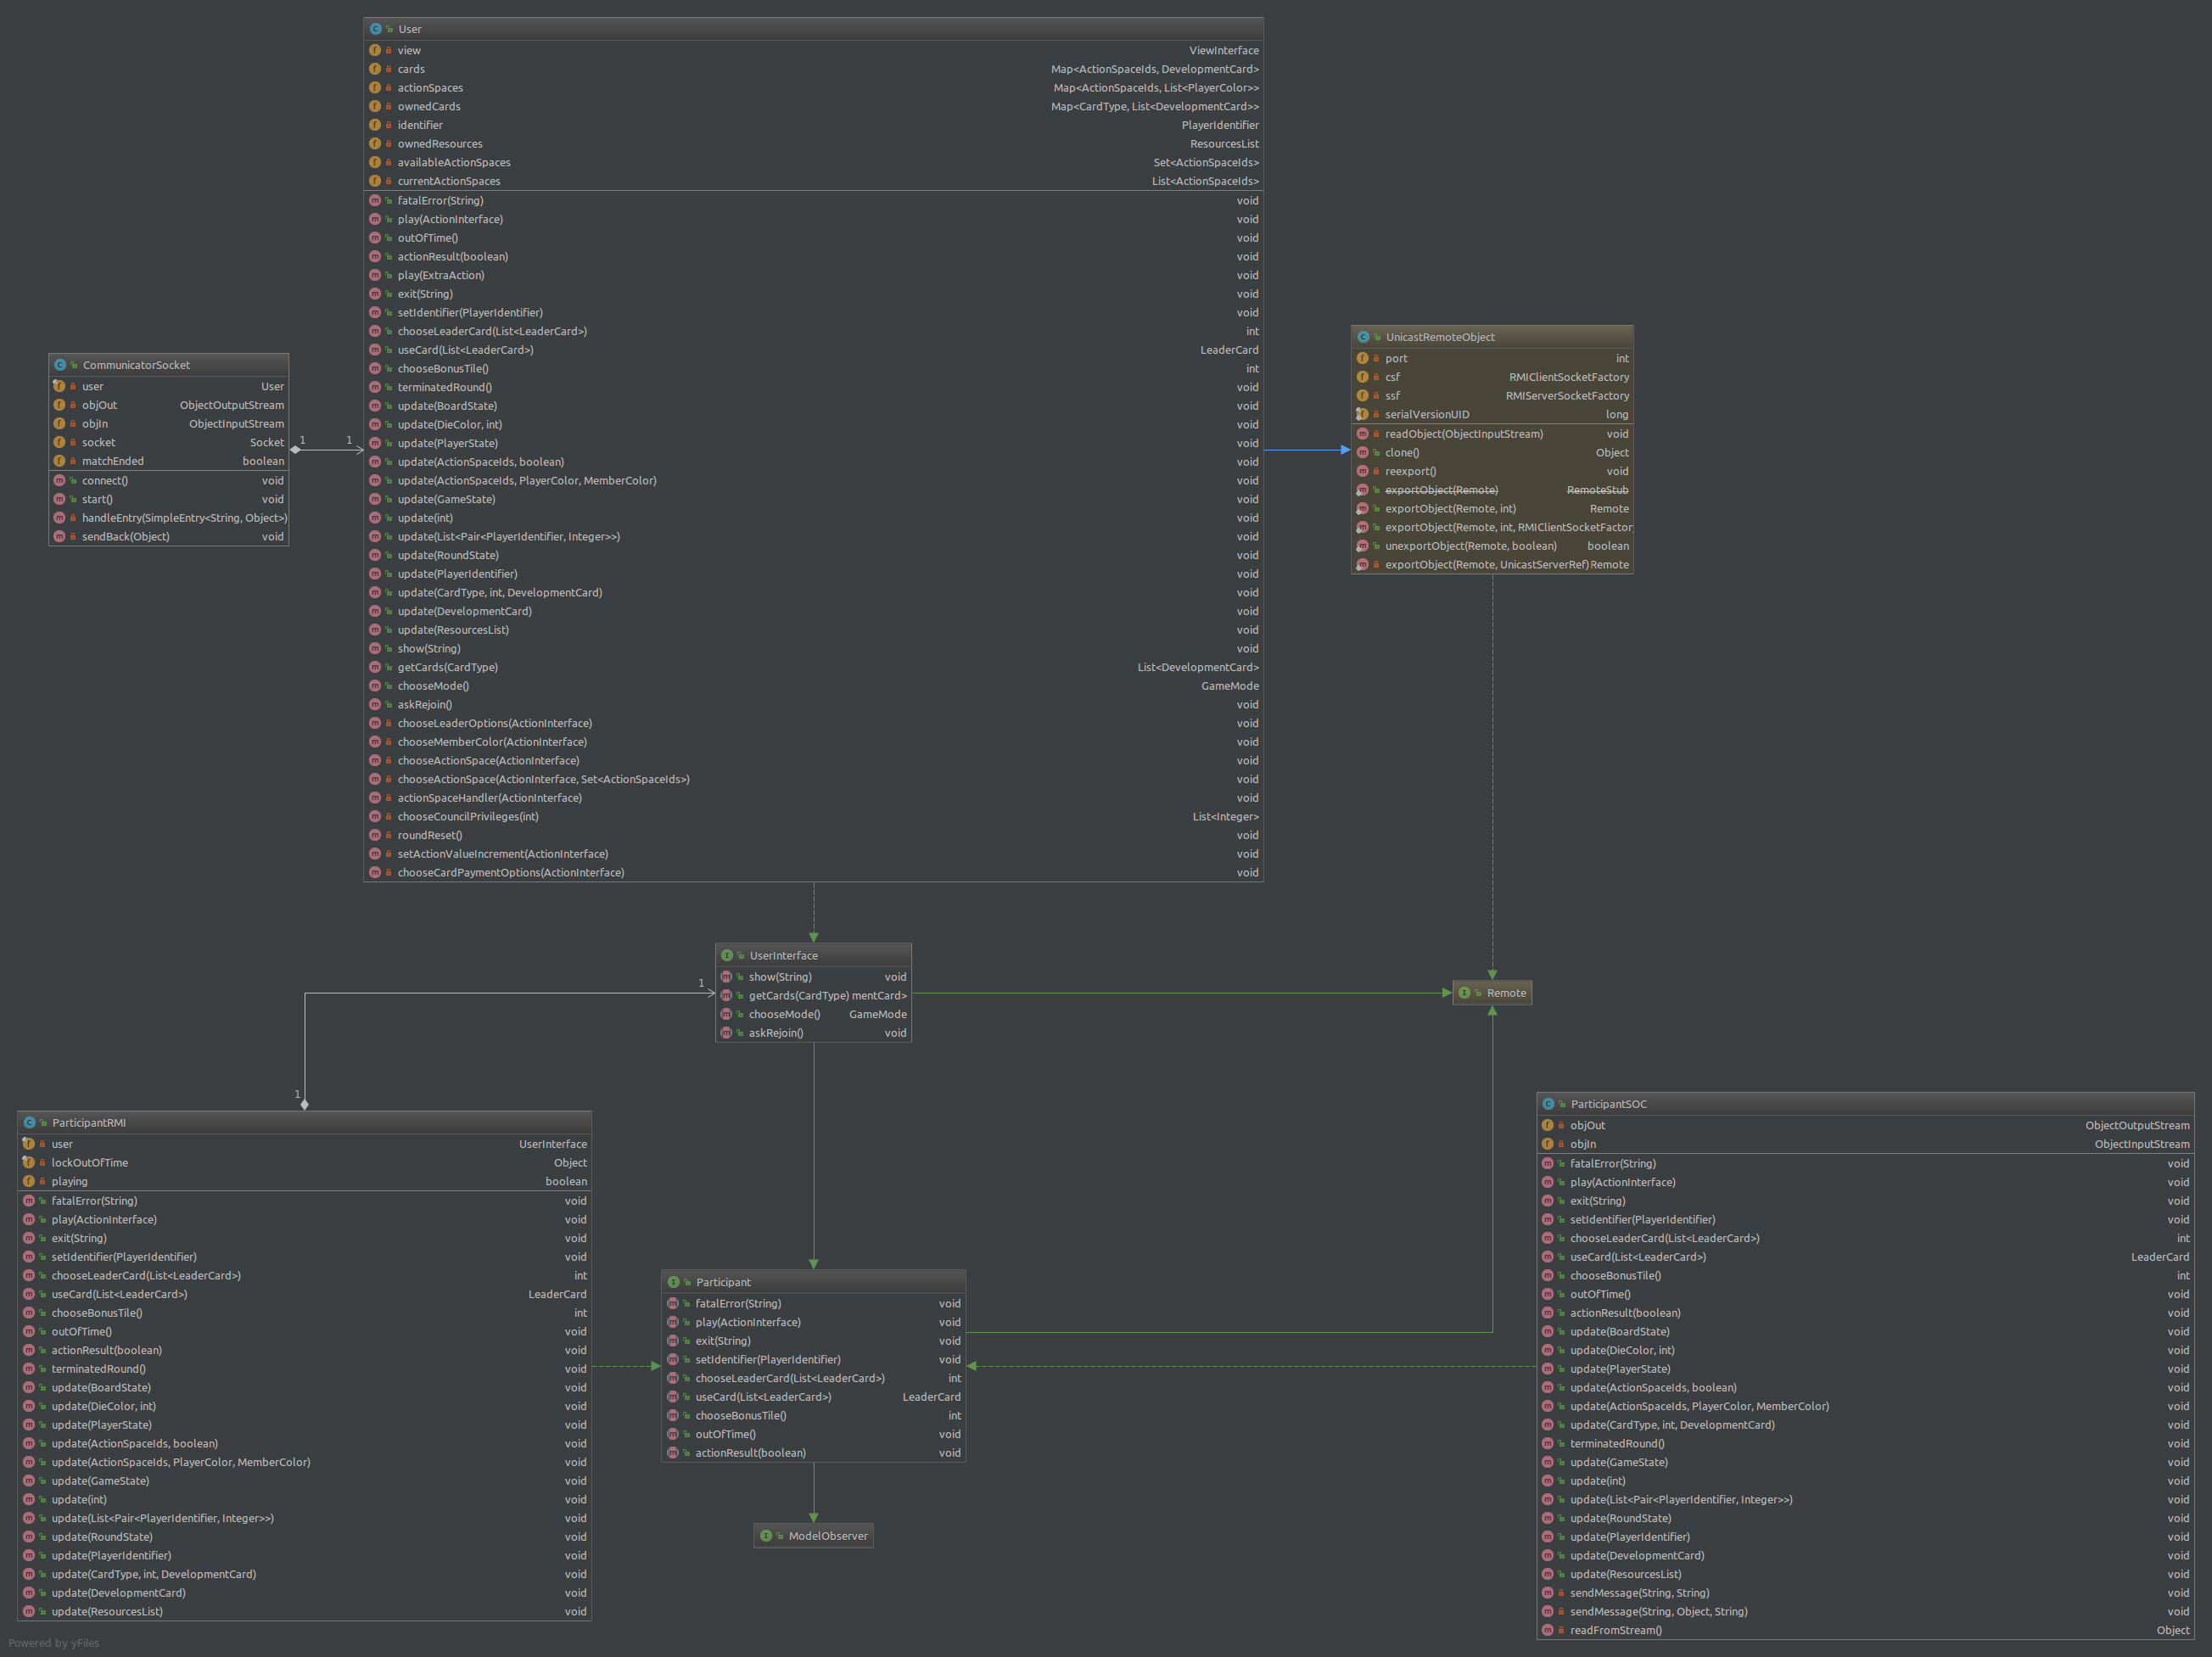 User
view ViewInterface
cards Map<ActionSpaceIds, DevelopmentCard>
actionSpaces Map<ActionSpaceIds, List<PlayerColor>>
ownedCards Map<CardType, List<DevelopmentCard>>
identifier PlayerIdentifier
ownedResources ResourcesList
availableActionSpaces Set<ActionSpaceIds>
currentActionSpaces List<ActionSpaceIds>
fatalError(String) void
play(ActionInterface) void
outOfTime() void
actionResult(boolean) void
play(ExtraAction) void
exit(String) void
setIdentifier(PlayerIdentifier) void
chooseLeaderCard(List<LeaderCard>) int
useCard(List<LeaderCard>) LeaderCard
chooseBonusTile() int
terminatedRound() void
update(BoardState) void
update(DieColor, int) void
update(PlayerState) void
update(ActionSpaceIds, boolean) void
update(ActionSpaceIds, PlayerColor, MemberColor) void
update(GameState) void
update(int) void
update(List<Pair<PlayerIdentifier, Integer>>) void
update(RoundState) void
update(PlayerIdentifier) void
update(CardType, int, DevelopmentCard) void
update(DevelopmentCard) void
update(ResourcesList) void
show(String) void
getCards(CardType) List<DevelopmentCard>
chooseMode() GameMode
askRejoin() void
chooseLeaderOptions(ActionInterface) void
chooseMemberColor(ActionInterface) void
chooseActionSpace(ActionInterface) void
chooseActionSpace(ActionInterface, Set<ActionSpaceIds>) void
actionSpaceHandler(ActionInterface) void
chooseCouncilPrivileges(int) List<Integer>
roundReset() void
setActionValueIncrement(ActionInterface) void
chooseCardPaymentOptions(ActionInterface) void
CommunicatorSocket
user User
objOut ObjectOutputStream
objIn ObjectInputStream
socket Socket
matchEnded boolean
connect() void
start() void
handleEntry(SimpleEntry<String, Object>)
sendBack(Object) void
1 1
UnicastRemoteObject
port int
csf RMIClientSocketFactory
ssf RMIServerSocketFactory
serialVersionUID long
readObject(ObjectInputStream) void
clone() Object
reexport() void
exportObject(Remote) RemoteStub
exportObject(Remote, int) Remote
exportObject(Remote, int, RMIClientSocketFactor
unexportObject(Remote, boolean) boolean
exportObject(Remote, UnicastServerRef) Remote
UserInterface
show(String) void
getCards(CardType) mentCard>
chooseMode() GameMode
askRejoin() void
1
1
Remote
ParticipantRMI
user UserInterface
lockOutOfTime Object
playing boolean
fatalError(String) void
play(ActionInterface) void
exit(String) void
setIdentifier(PlayerIdentifier) void
chooseLeaderCard(List<LeaderCard>) int
useCard(List<LeaderCard>) LeaderCard
chooseBonusTile() int
outOfTime() void
actionResult(boolean) void
terminatedRound() void
update(BoardState) void
update(DieColor, int) void
update(PlayerState) void
update(ActionSpaceIds, boolean) void
update(ActionSpaceIds, PlayerColor, MemberColor) void
update(GameState) void
update(int) void
update(List<Pair<PlayerIdentifier, Integer>>) void
update(RoundState) void
update(PlayerIdentifier) void
update(CardType, int, DevelopmentCard) void
update(DevelopmentCard) void
update(ResourcesList) void
Participant
fatalError(String) void
play(ActionInterface) void
exit(String) void
setIdentifier(PlayerIdentifier) void
chooseLeaderCard(List<LeaderCard>) int
useCard(List<LeaderCard>) LeaderCard
chooseBonusTile() int
outOfTime() void
actionResult(boolean) void
ModelObserver
ParticipantSOC
objOut ObjectOutputStream
objIn ObjectInputStream
fatalError(String) void
play(ActionInterface) void
exit(String) void
setIdentifier(PlayerIdentifier) void
chooseLeaderCard(List<LeaderCard>) int
useCard(List<LeaderCard>) LeaderCard
chooseBonusTile() int
outOfTime() void
actionResult(boolean) void
update(BoardState) void
update(DieColor, int) void
update(PlayerState) void
update(ActionSpaceIds, boolean) void
update(ActionSpaceIds, PlayerColor, MemberColor) void
update(CardType, int, DevelopmentCard) void
terminatedRound() void
update(GameState) void
update(int) void
update(List<Pair<PlayerIdentifier, Integer>>) void
update(RoundState) void
update(PlayerIdentifier) void
update(DevelopmentCard) void
update(ResourcesList) void
sendMessage(String, String) void
sendMessage(String, Object, String) void
readFromStream() Object
Powered by yFiles